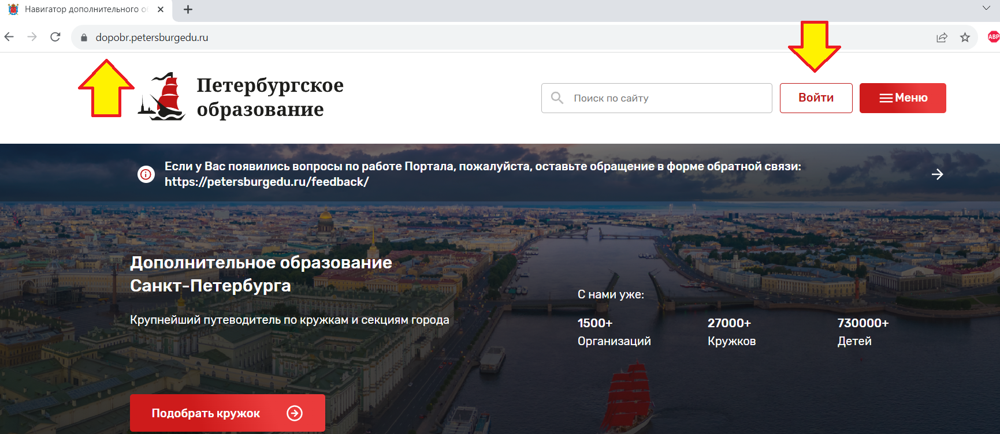 Навигатор дополнительного о
dopobr.petersburgedu.ru
ABP
Петербургское
образование
Поиск по сайту
Войти
Меню
Если у Вас появились вопросы по работе Портала, пожалуйста, оставьте обращение в форме обратной связи:
https://petersburgedu.ru/feedback/
Дополнительное образование
Санкт-Петербурга
Крупнейший путеводитель по кружкам и секциям города
С нами уже:
1500+ 27000+ 730000+
Организаций Кружков Детей
Подобрать кружок